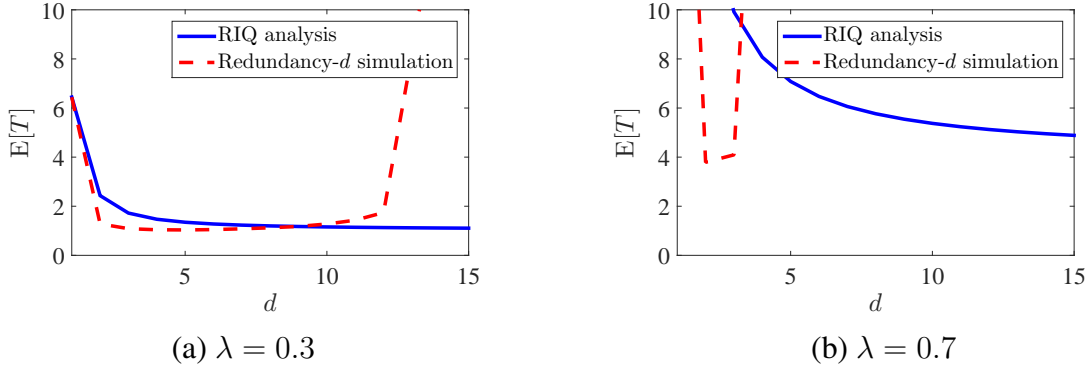 10
8
6
4
2
0
E[T]
RIQ analysis
Redundancy-d simulation
5
10
15
d
(a) λ = 0.3
10
8
6
4
2
0
E[T]
RIQ analysis
Redundancy-d simulation
5
10
15
d
(b) λ = 0.7